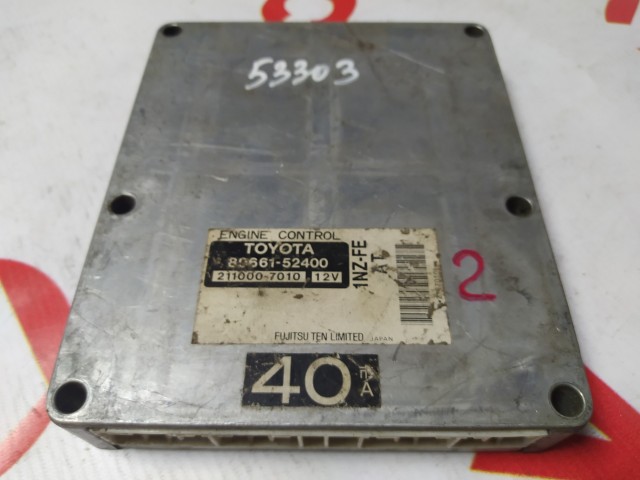 53303
ENGINE CONTROL
TOYOTA
89661-52400
211000-7010 12V
1NZ-FE
AT
FUJITSU TEN LIMITED JAPAN
2
40